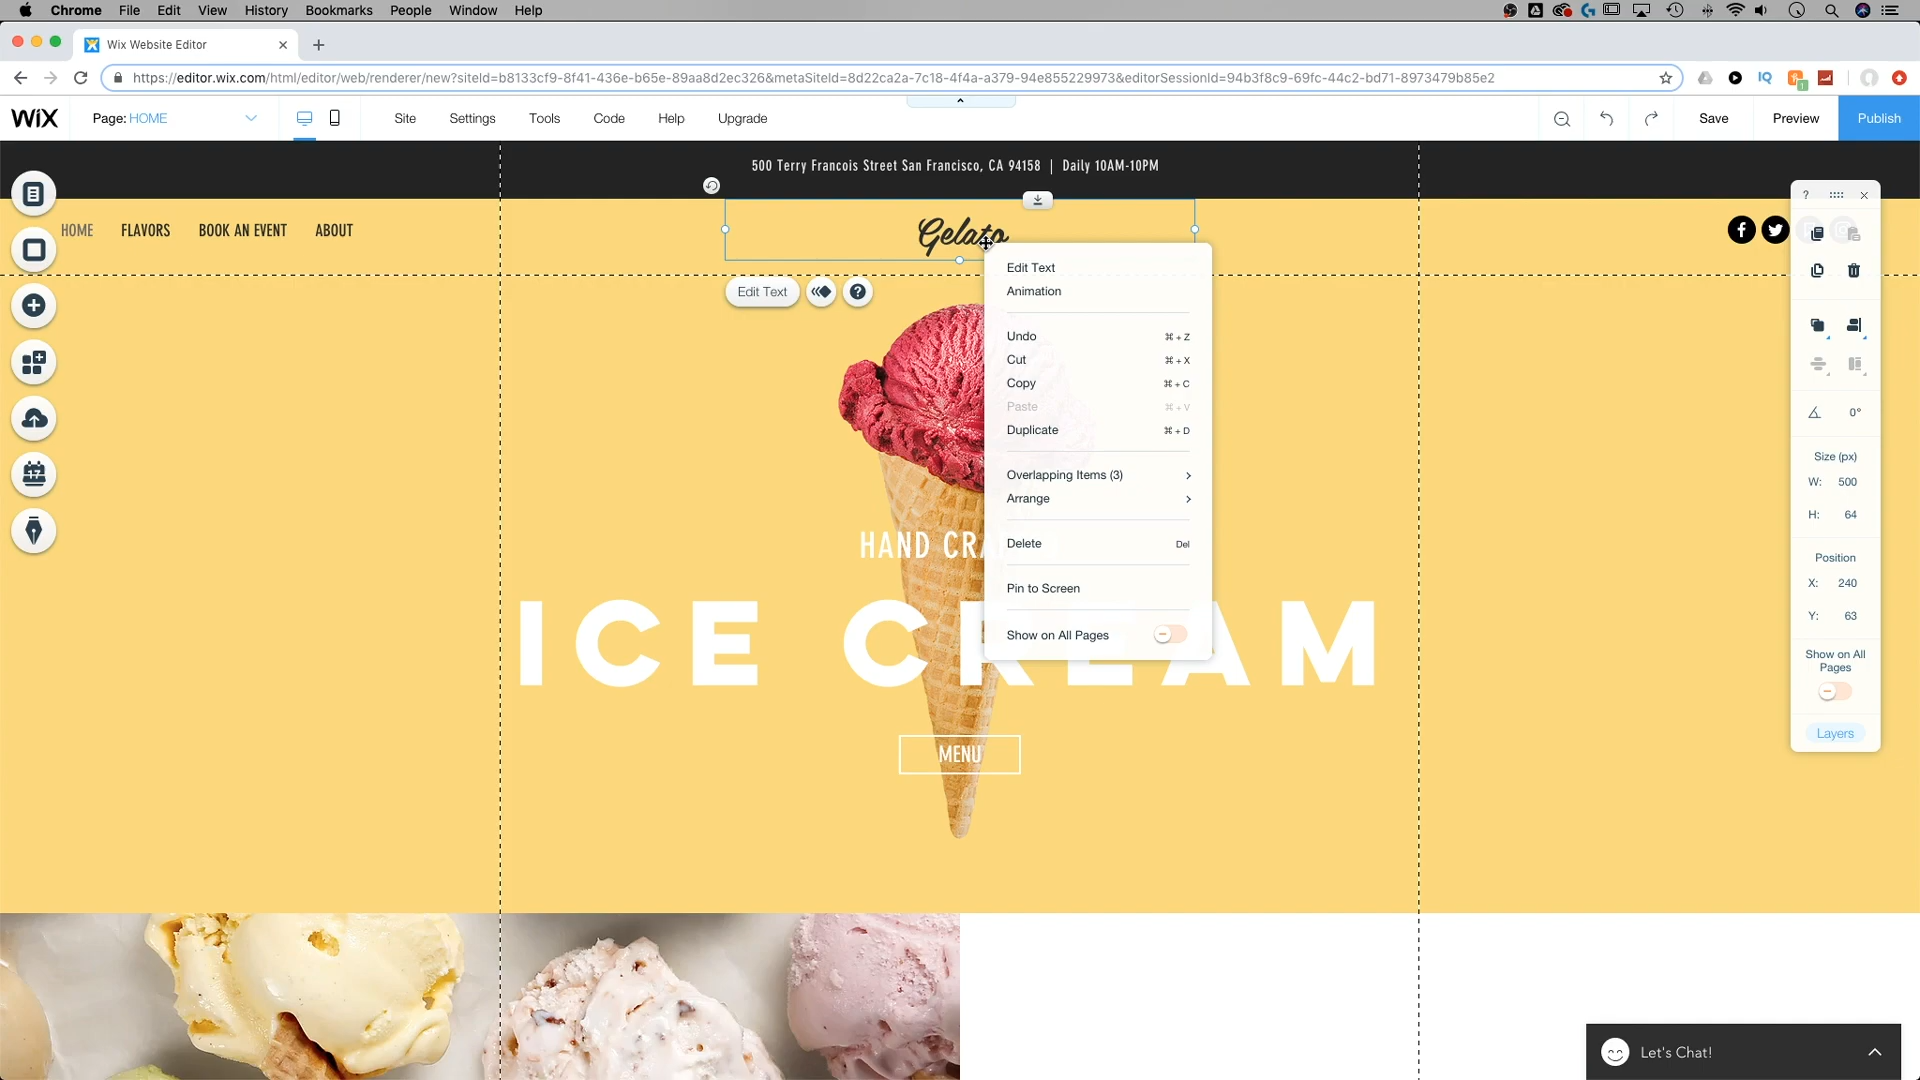 Chrome File Edit View History Bookmarks People Window Help
Wix Website Editor
https://editor.wix.com/html/editor/web/renderer/new?siteId=b8133cf9-8f41-436e-b65e-89aa8d2ec326&metaSiteId=8d22ca2a-7c18-4f4a-a379-94e855229973&editorSessionId=94b3f8c9-69fc-44c2-bd71-8973479b85e2
IQ
1
WiX Page: HOME Site Settings Tools Code Help Upgrade Save Preview Publish
500 Terry Francois Street San Francisco, CA 94158 | Daily 10AM-10PM
HOME FLAVORS BOOK AN EVENT ABOUT
Gelato
Edit Text
Edit Text
Animation
Undo ⌘ + Z
Cut ⌘ + X
Copy ⌘ + C
Paste ⌘ + V
Duplicate ⌘ + D
Overlapping Items (3)
Arrange
Delete Del
Pin to Screen
Show on All Pages
HAND CRA
ICE CREAM
MENU
17
?
0°
Size (px)
W: 500
H: 64
Position
X: 240
Y: 63
Show on All
Pages
Layers
Let's Chat!